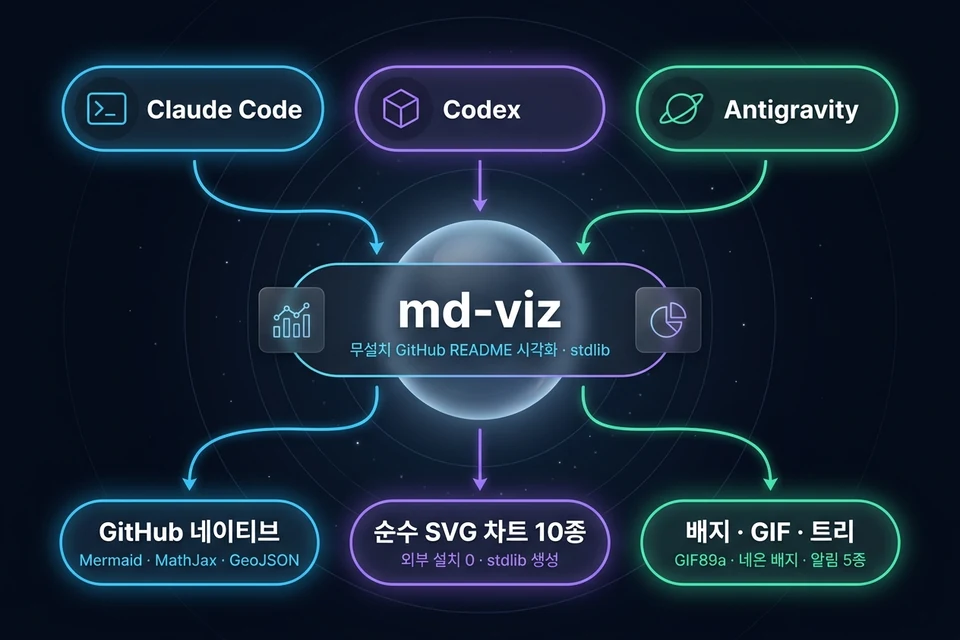 Claude Code
Codex
Antigravity
md-viz
무설치 GitHub README 시각화 · stdlib
GitHub 네이티브
Mermaid · MathJax · GeoJSON
순수 SVG 차트 10종
외부 설치 0 · stdlib 생성
배지 · GIF · 트리
GIF89a · 네온 배지 · 알림 5종